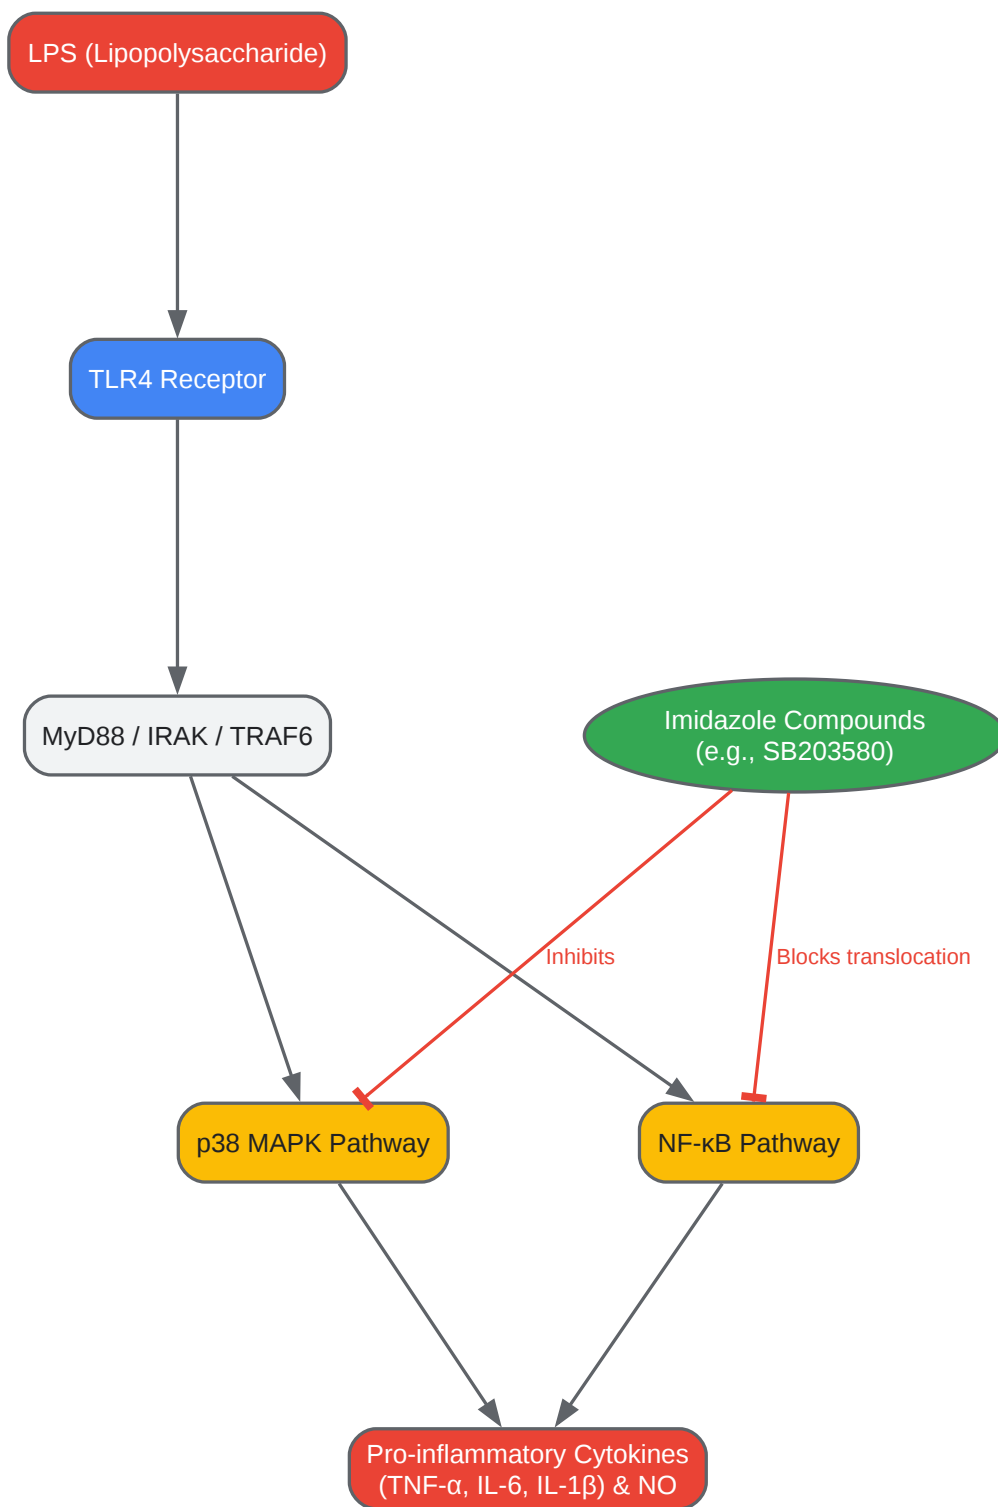 LPS (Lipopolysaccharide)
TLR4 Receptor
MyD88 / IRAK / TRAF6
Imidazole Compounds
(e.g., SB203580)
Inhibits
Blocks translocation
p38 MAPK Pathway
NF-κB Pathway
Pro-inflammatory Cytokines
(TNF-α, IL-6, IL-1β) & NO